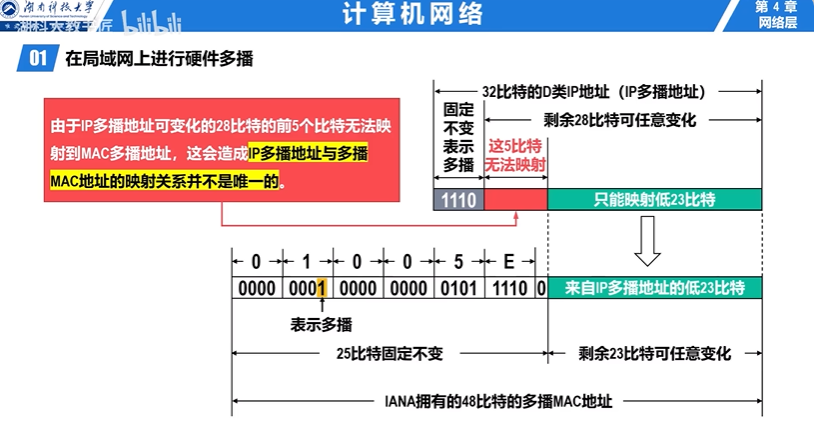 湖南科技大学
计算机网络
第 4 章
网络层
bilibili
01 在局域网上进行硬件多播
32比特的D类IP地址（IP多播地址）
固定
不变
表示
多播
剩余28比特可任意变化
这5比特
无法映射
由于IP多播地址可变化的28比特的前5个比特无法映
射到MAC多播地址，这会造成IP多播地址与多播
MAC地址的映射关系并不是唯一的。
1110 只能映射低23比特
0 1 0 0 5 E
0000 0001 0000 0000 0101 1110 0 来自IP多播地址的低23比特
表示多播
25比特固定不变 剩余23比特可任意变化
IANA拥有的48比特的多播MAC地址